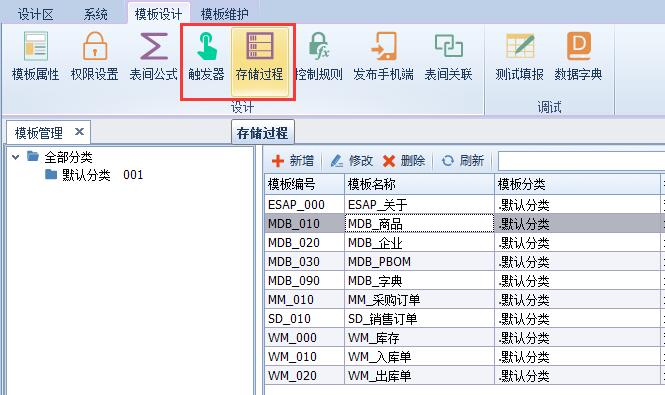 设计区 系统 模板设计 模板维护
模板属性 权限设置 表间公式 触发器 存储过程 控制规则 发布手机端 表间关联 测试填报 数据字典
设计 调试
模板管理 × 存储过程
全部分类
默认分类 001
新增 修改 删除 刷新
模板编号 模板名称 模板分类
ESAP_000 ESAP_关于 .默认分类
MDB_010 MDB_商品 .默认分类
MDB_020 MDB_企业 .默认分类
MDB_030 MDB_PBOM .默认分类
MDB_090 MDB_字典 .默认分类
MM_010 MM_采购订单 .默认分类
SD_010 SD_销售订单 .默认分类
WM_000 WM_库存 .默认分类
WM_010 WM_入库单 .默认分类
WM_020 WM_出库单 .默认分类